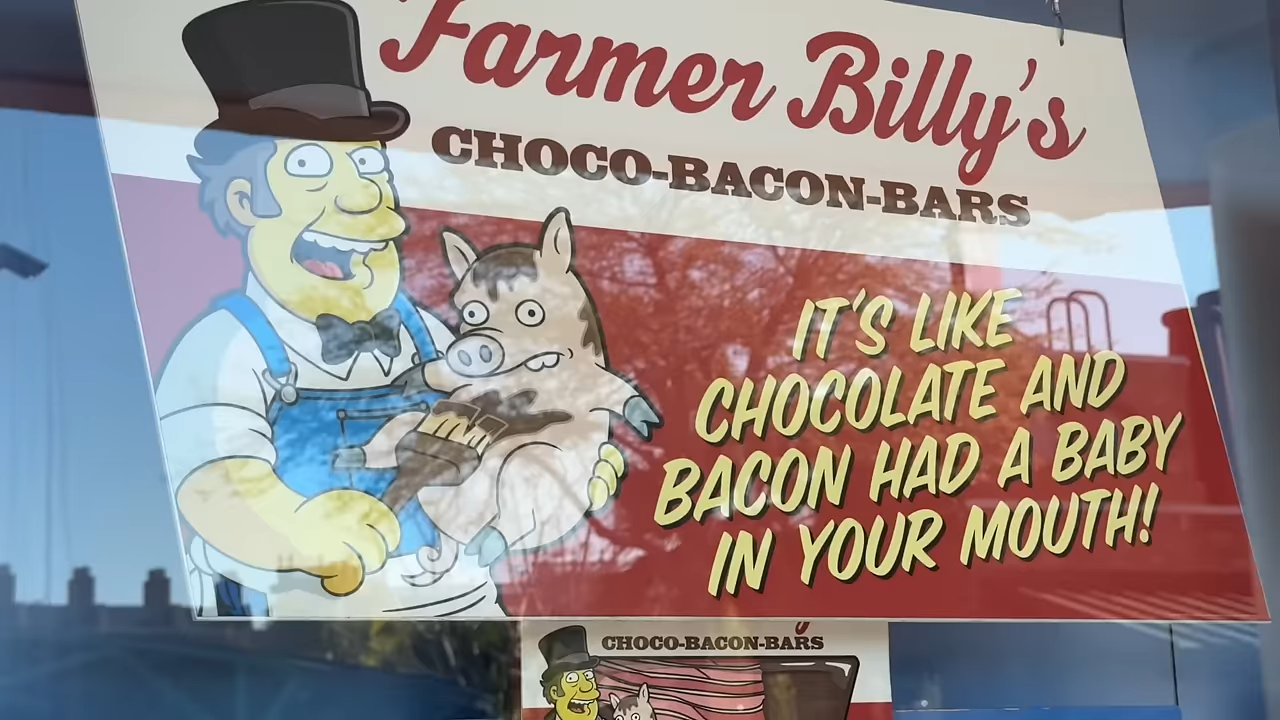 Farmer Billy's
CHOCO-BACON-BARS
IT'S LIKE
CHOCOLATE AND
BACON HAD A BABY
IN YOUR MOUTH!
CHOCO-BACON-BARS